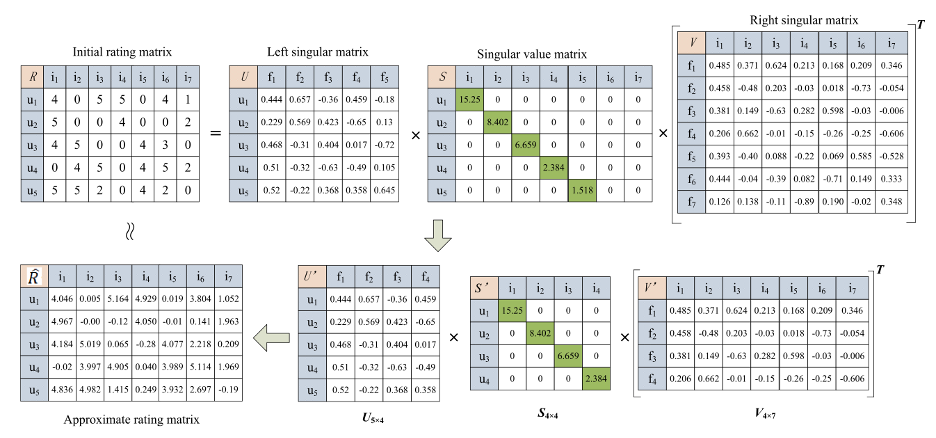 Right singular matrix
T
Initial rating matrix
Left singular matrix
Singular value matrix
R i1 i2 i3 i4 i5 i6 i7
u1 4 0 5 5 0 4 1
u2 5 0 0 4 0 0 2
u3 4 5 0 0 4 3 0
u4 0 4 5 0 4 5 2
u5 5 5 2 0 4 2 0
=
U f1 f2 f3 f4 f5
u1 0.444 0.657 -0.36 0.459 -0.18
u2 0.229 0.569 0.423 -0.65 0.13
u3 0.468 -0.31 0.404 0.017 -0.72
u4 0.51 -0.32 -0.63 -0.49 0.105
u5 0.52 -0.22 0.368 0.358 0.645
×
S i1 i2 i3 i4 i5 i6 i7
u1 15.25 0 0 0 0 0 0
u2 0 8.402 0 0 0 0 0
u3 0 0 6.659 0 0 0 0
u4 0 0 0 2.384 0 0 0
u5 0 0 0 0 1.518 0 0
×
V i1 i2 i3 i4 i5 i6 i7
f1 0.485 0.371 0.624 0.213 0.168 0.209 0.346
f2 0.458 -0.48 0.203 -0.03 0.018 -0.73 -0.054
f3 0.381 0.149 -0.63 0.282 0.598 -0.03 -0.006
f4 0.206 0.662 -0.01 -0.15 -0.26 -0.25 -0.606
f5 0.393 -0.40 0.088 -0.22 0.069 0.585 -0.528
f6 0.444 -0.04 -0.39 0.082 -0.71 0.149 0.333
f7 0.126 0.138 -0.11 -0.89 0.190 -0.02 0.348
≈
R̂ i1 i2 i3 i4 i5 i6 i7
u1 4.046 0.005 5.164 4.929 0.019 3.804 1.052
u2 4.967 -0.00 -0.12 4.050 -0.01 0.141 1.963
u3 4.184 5.019 0.065 -0.28 4.077 2.218 0.209
u4 -0.02 3.997 4.905 0.040 3.989 5.114 1.969
u5 4.836 4.982 1.415 0.249 3.932 2.697 -0.19
Approximate rating matrix
U' f1 f2 f3 f4
u1 0.444 0.657 -0.36 0.459
u2 0.229 0.569 0.423 -0.65
u3 0.468 -0.31 0.404 0.017
u4 0.51 -0.32 -0.63 -0.49
u5 0.52 -0.22 0.368 0.358
U5×4
×
S' i1 i2 i3 i4
u1 15.25 0 0 0
u2 0 8.402 0 0
u3 0 0 6.659 0
u4 0 0 0 2.384
S4×4
×
T
V' i1 i2 i3 i4 i5 i6 i7
f1 0.485 0.371 0.624 0.213 0.168 0.209 0.346
f2 0.458 -0.48 0.203 -0.03 0.018 -0.73 -0.054
f3 0.381 0.149 -0.63 0.282 0.598 -0.03 -0.006
f4 0.206 0.662 -0.01 -0.15 -0.26 -0.25 -0.606
V4×7